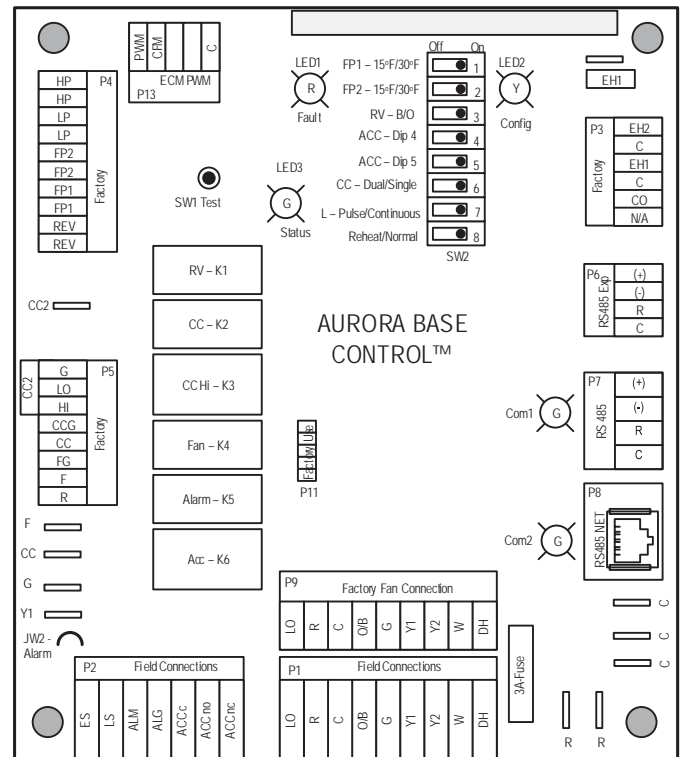 PWM
CFM
C
ECM PWM
P13
LED1
R
Fault
Off On
FP1 – 15ºF/30ºF 1
FP2 – 15ºF/30ºF 2
RV – B/O 3
ACC – Dip 4 4
ACC – Dip 5 5
CC – Dual/Single 6
L – Pulse/Continuous 7
Reheat/Normal 8
SW2
LED2
Y
Config
EH1
P4
HP
HP
LP
LP
FP2
FP2
FP1
FP1
REV
REV
Factory
SW1 Test
LED3
G
Status
P3
EH2
C
EH1
C
CO
N/A
Factory
RV – K1
CC – K2
CC Hi – K3
Fan – K4
Alarm – K5
Acc – K6
AURORA BASE
CONTROL™
P6
RS485 Exp
(+)
(-)
R
C
CC2
CC2
P5
G
LO
HI
CCG
CC
FG
F
R
Factory
Factory Use
P11
Com1
G
P7
RS 485
(+)
(-)
R
C
Com2
G
P8
RS485 NET
F
CC
G
Y1
JW2 -
Alarm
P9
Factory Fan Connection
LO R C O/B G Y1 Y2 W DH
C
C
C
P2
Field Connections
ES LS ALM ALG ACC c ACC no ACC nc
P1
Field Connections
LO R C O/B G Y1 Y2 W DH
3A-Fuse
R R